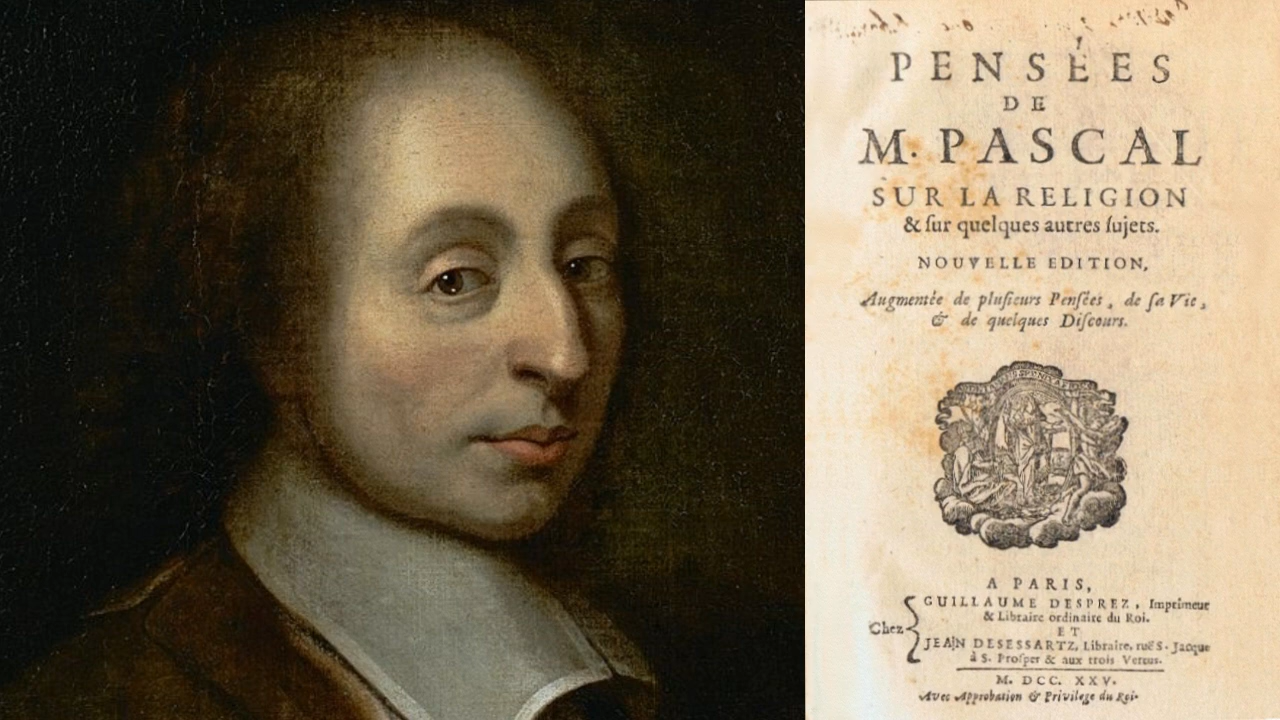 PENSÉES
DE
M. PASCAL
SUR LA RELIGION
& ſur quelques autres ſujets.
NOUVELLE EDITION,
Augmentée de pluſieurs Penſées, de ſa Vie,
& de quelques Diſcours.
A PARIS,
Chez
GUILLAUME DESPREZ, Imprimeur
& Libraire ordinaire du Roi.
ET
JEAN DESESSARTZ, Libraire, ruë S. Jacque
à S. Proſper & aux trois Vertus.
M. DCC. XXV.
Avec Approbation & Privilege du Roi.